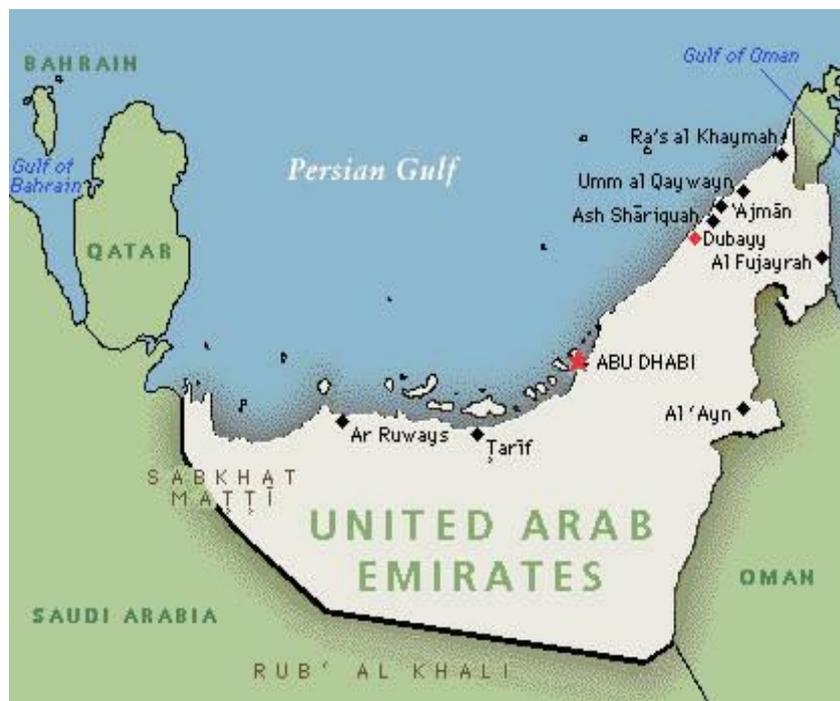 BAHRAIN
Gulf of Oman
Ra's al Khaymah
Gulf of
Bahrain
Persian Gulf
Umm al Qaywayn
Ash Shāriquah
'Ajmān
QATAR
Dubayy
Al Fujayrah
ABU DHABI
Al 'Ayn
Ar Ruways
Ţarīf
SABKHAT
MAṬṬĪ
UNITED ARAB
EMIRATES
OMAN
SAUDI ARABIA
RUB' AL KHALI